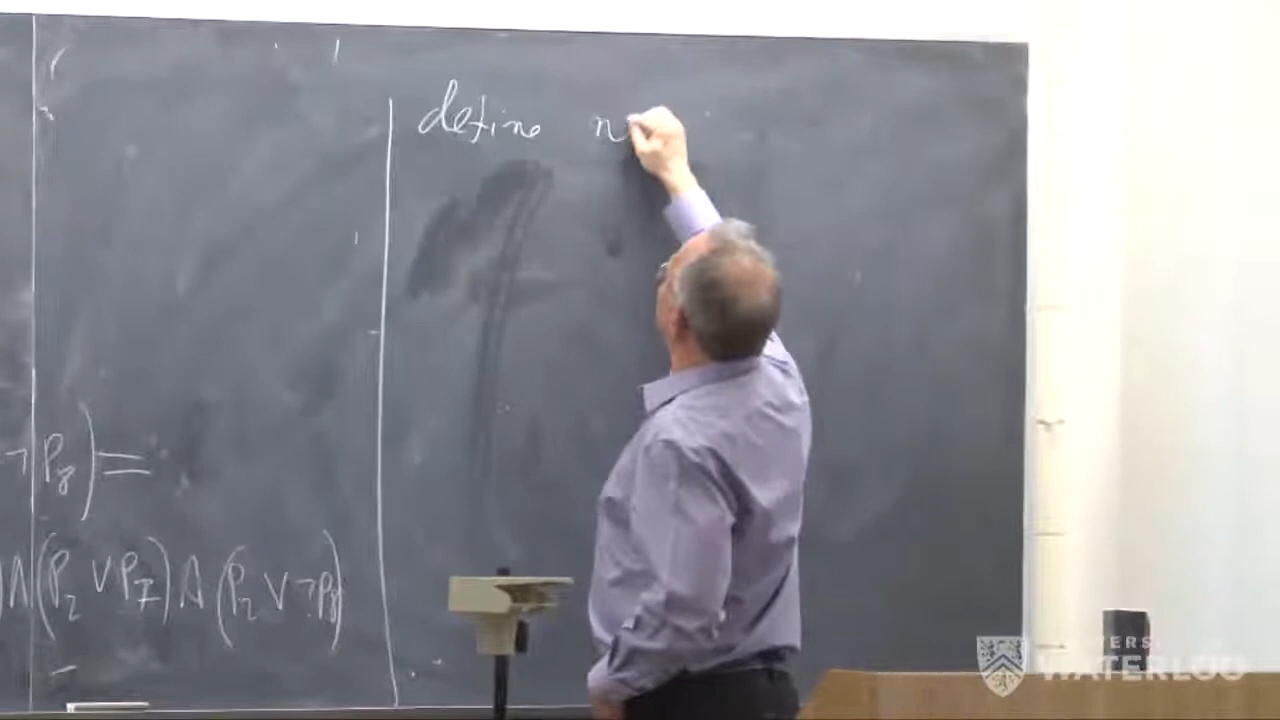 define n
¬P₈) =
∧(P₂ ∨ P₇) ∧ (P₂ ∨ ¬P₈)
WATERLOO